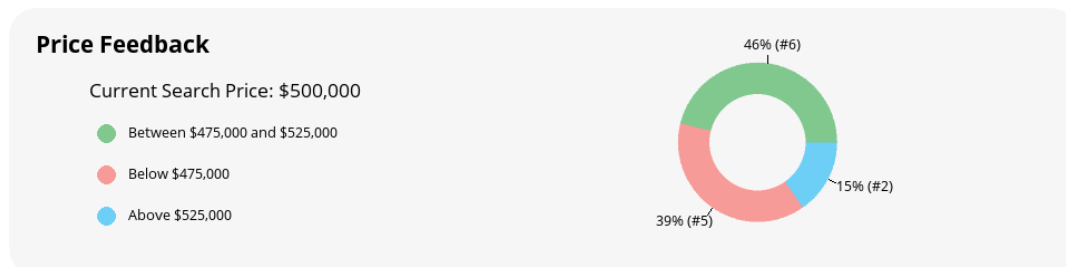 Price Feedback
Current Search Price: $500,000
Between $475,000 and $525,000
Below $475,000
Above $525,000
46% (#6)
15% (#2)
39% (#5)